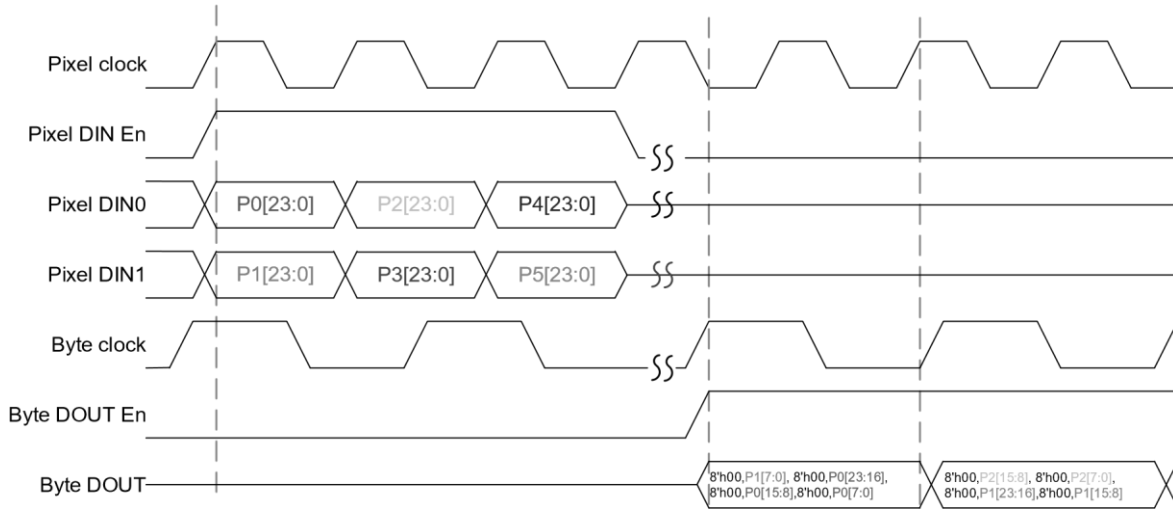 Pixel clock
Pixel DIN En
Pixel DIN0
P0[23:0]
P2[23:0]
P4[23:0]
Pixel DIN1
P1[23:0]
P3[23:0]
P5[23:0]
Byte clock
Byte DOUT En
Byte DOUT
8'h00,P1[7:0], 8'h00,P0[23:16],
8'h00,P0[15:8],8'h00,P0[7:0]
8'h00,P2[15:8], 8'h00,P2[7:0],
8'h00,P1[23:16],8'h00,P1[15:8]